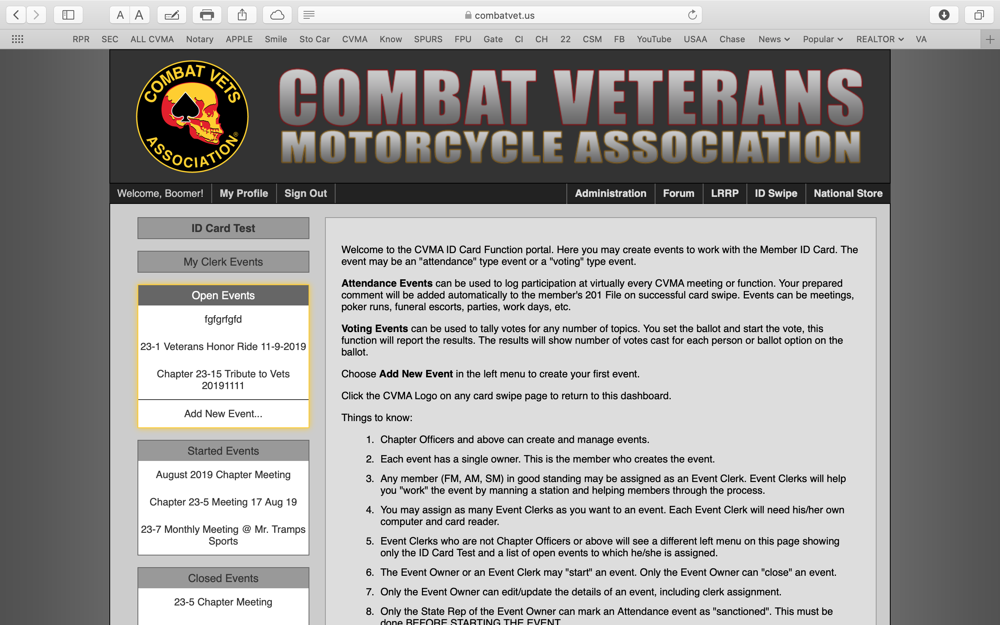 A A
combatvet.us
RPR SEC ALL CVMA Notary APPLE Smile Sto Car CVMA Know SPURS FPU Gate CI CH 22 CSM FB YouTube USAA Chase News Popular REALTOR VA
COMBAT VETS
ASSOCIATION®
COMBAT VETERANS
MOTORCYCLE ASSOCIATION
Welcome, Boomer! My Profile Sign Out Administration Forum LRRP ID Swipe National Store
ID Card Test
My Clerk Events
Open Events
fgfgrfgfd
23-1 Veterans Honor Ride 11-9-2019
Chapter 23-15 Tribute to Vets
20191111
Add New Event...
Started Events
August 2019 Chapter Meeting
Chapter 23-5 Meeting 17 Aug 19
23-7 Monthly Meeting @ Mr. Tramps
Sports
Closed Events
23-5 Chapter Meeting
Welcome to the CVMA ID Card Function portal. Here you may create events to work with the Member ID Card. The
event may be an "attendance" type event or a "voting" type event.
Attendance Events can be used to log participation at virtually every CVMA meeting or function. Your prepared
comment will be added automatically to the member's 201 File on successful card swipe. Events can be meetings,
poker runs, funeral escorts, parties, work days, etc.
Voting Events can be used to tally votes for any number of topics. You set the ballot and start the vote, this
function will report the results. The results will show number of votes cast for each person or ballot option on the
ballot.
Choose Add New Event in the left menu to create your first event.
Click the CVMA Logo on any card swipe page to return to this dashboard.
Things to know:
1. Chapter Officers and above can create and manage events.
2. Each event has a single owner. This is the member who creates the event.
3. Any member (FM, AM, SM) in good standing may be assigned as an Event Clerk. Event Clerks will help
you "work" the event by manning a station and helping members through the process.
4. You may assign as many Event Clerks as you want to an event. Each Event Clerk will need his/her own
computer and card reader.
5. Event Clerks who are not Chapter Officers or above will see a different left menu on this page showing
only the ID Card Test and a list of open events to which he/she is assigned.
6. The Event Owner or an Event Clerk may "start" an event. Only the Event Owner can "close" an event.
7. Only the Event Owner can edit/update the details of an event, including clerk assignment.
8. Only the State Rep of the Event Owner can mark an Attendance event as "sanctioned". This must be
done BEFORE STARTING THE EVENT